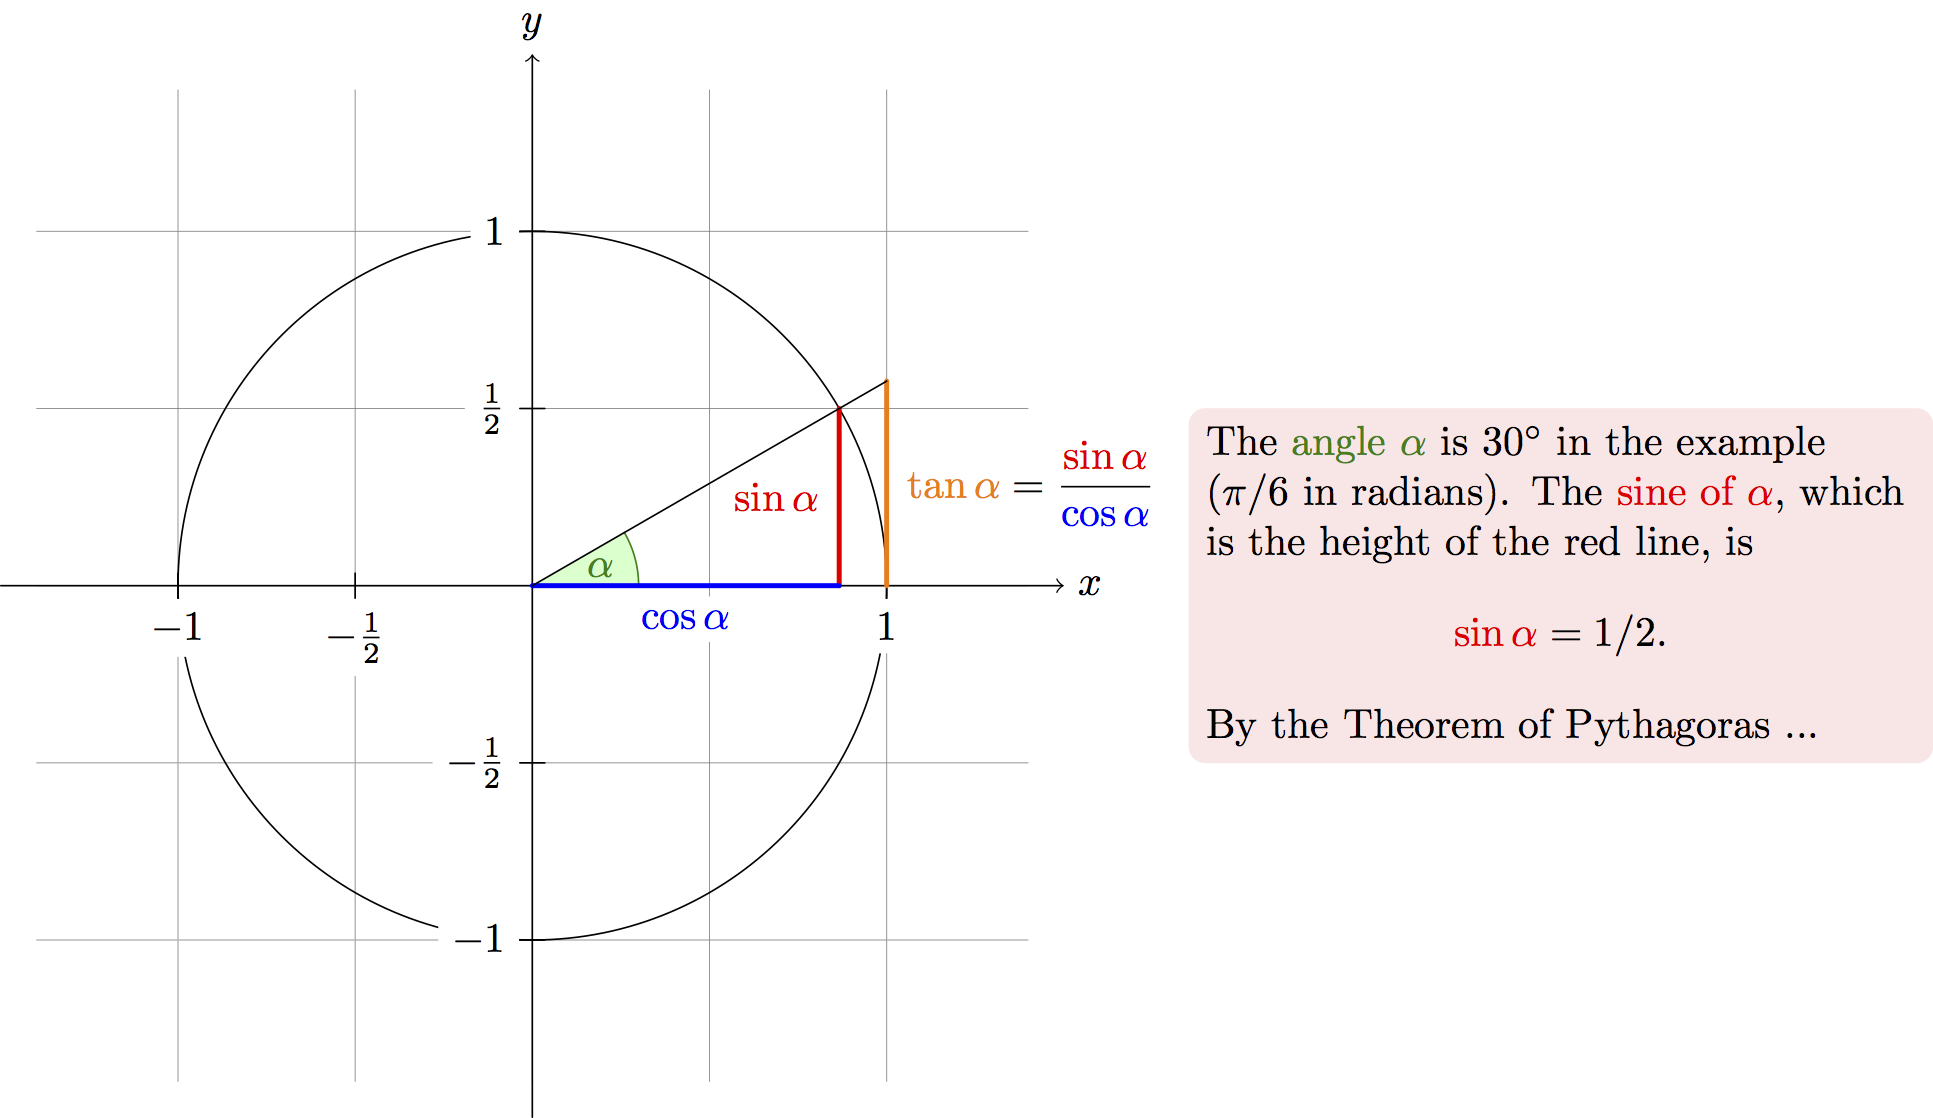 y
1
1/2
sin α
tan α = sin α / cos α
α
x
cos α
−1
−1/2
1
−1/2
−1
The angle α is 30° in the example
(π/6 in radians). The sine of α, which
is the height of the red line, is
sin α = 1/2.
By the Theorem of Pythagoras ...